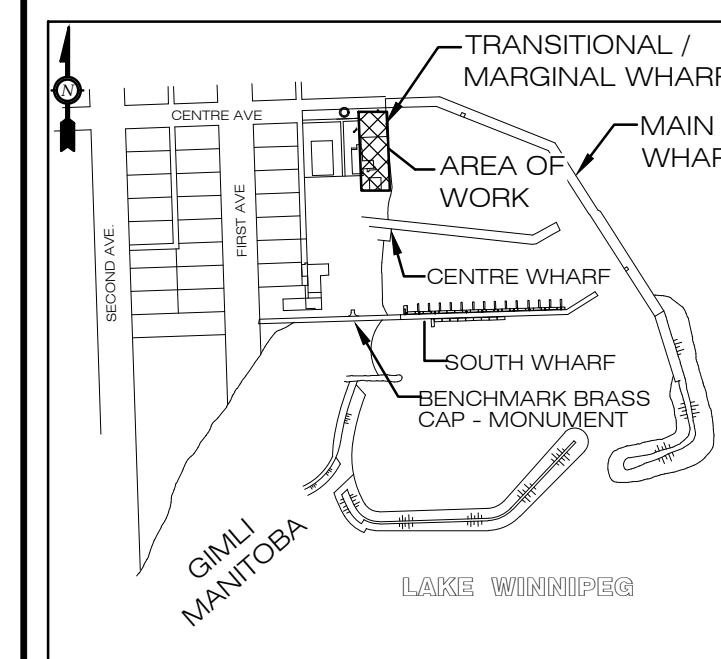 TRANSITIONAL /
MARGINAL WHARF
N
CENTRE AVE
MAIN
WHARF
AREA OF
WORK
SECOND AVE.
FIRST AVE
CENTRE WHARF
SOUTH WHARF
BENCHMARK BRASS
CAP - MONUMENT
GIMLI
MANITOBA
LAKE WINNIPEG